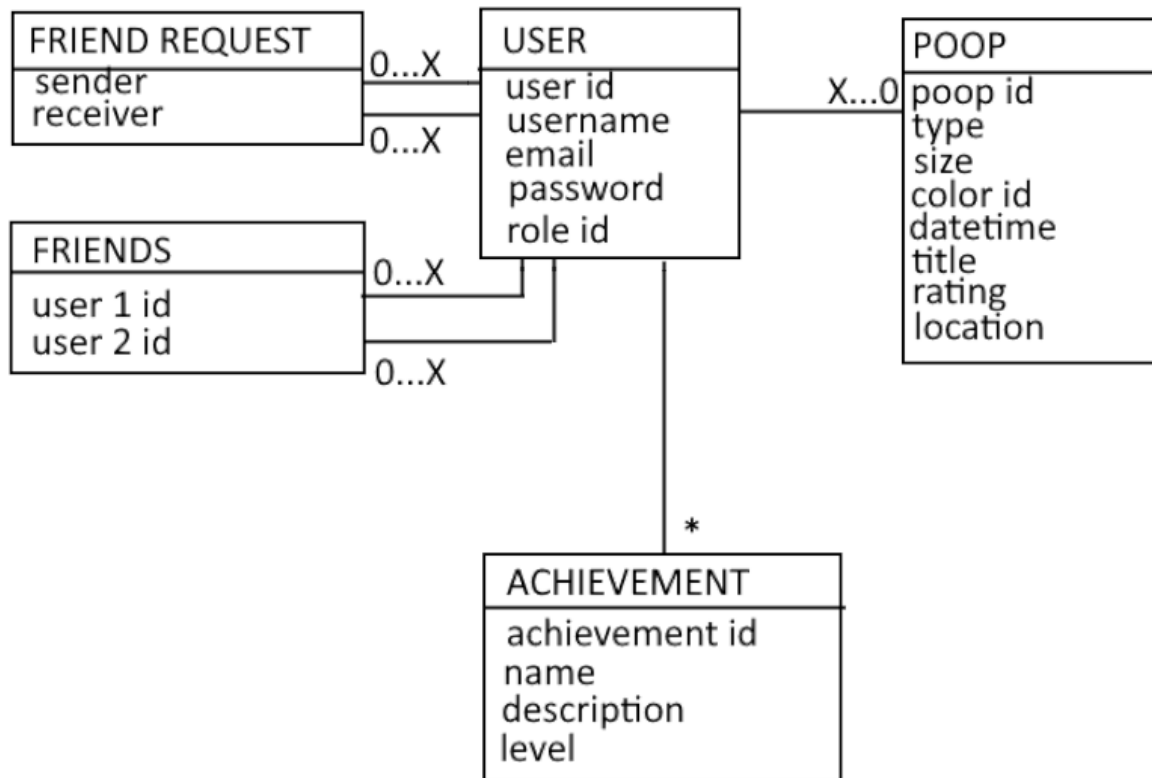 FRIEND REQUEST
sender
receiver
0...X
0...X
USER
user id
username
email
password
role id
X...0
POOP
poop id
type
size
color id
datetime
title
rating
location
FRIENDS
user 1 id
user 2 id
0...X
0...X
*
ACHIEVEMENT
achievement id
name
description
level